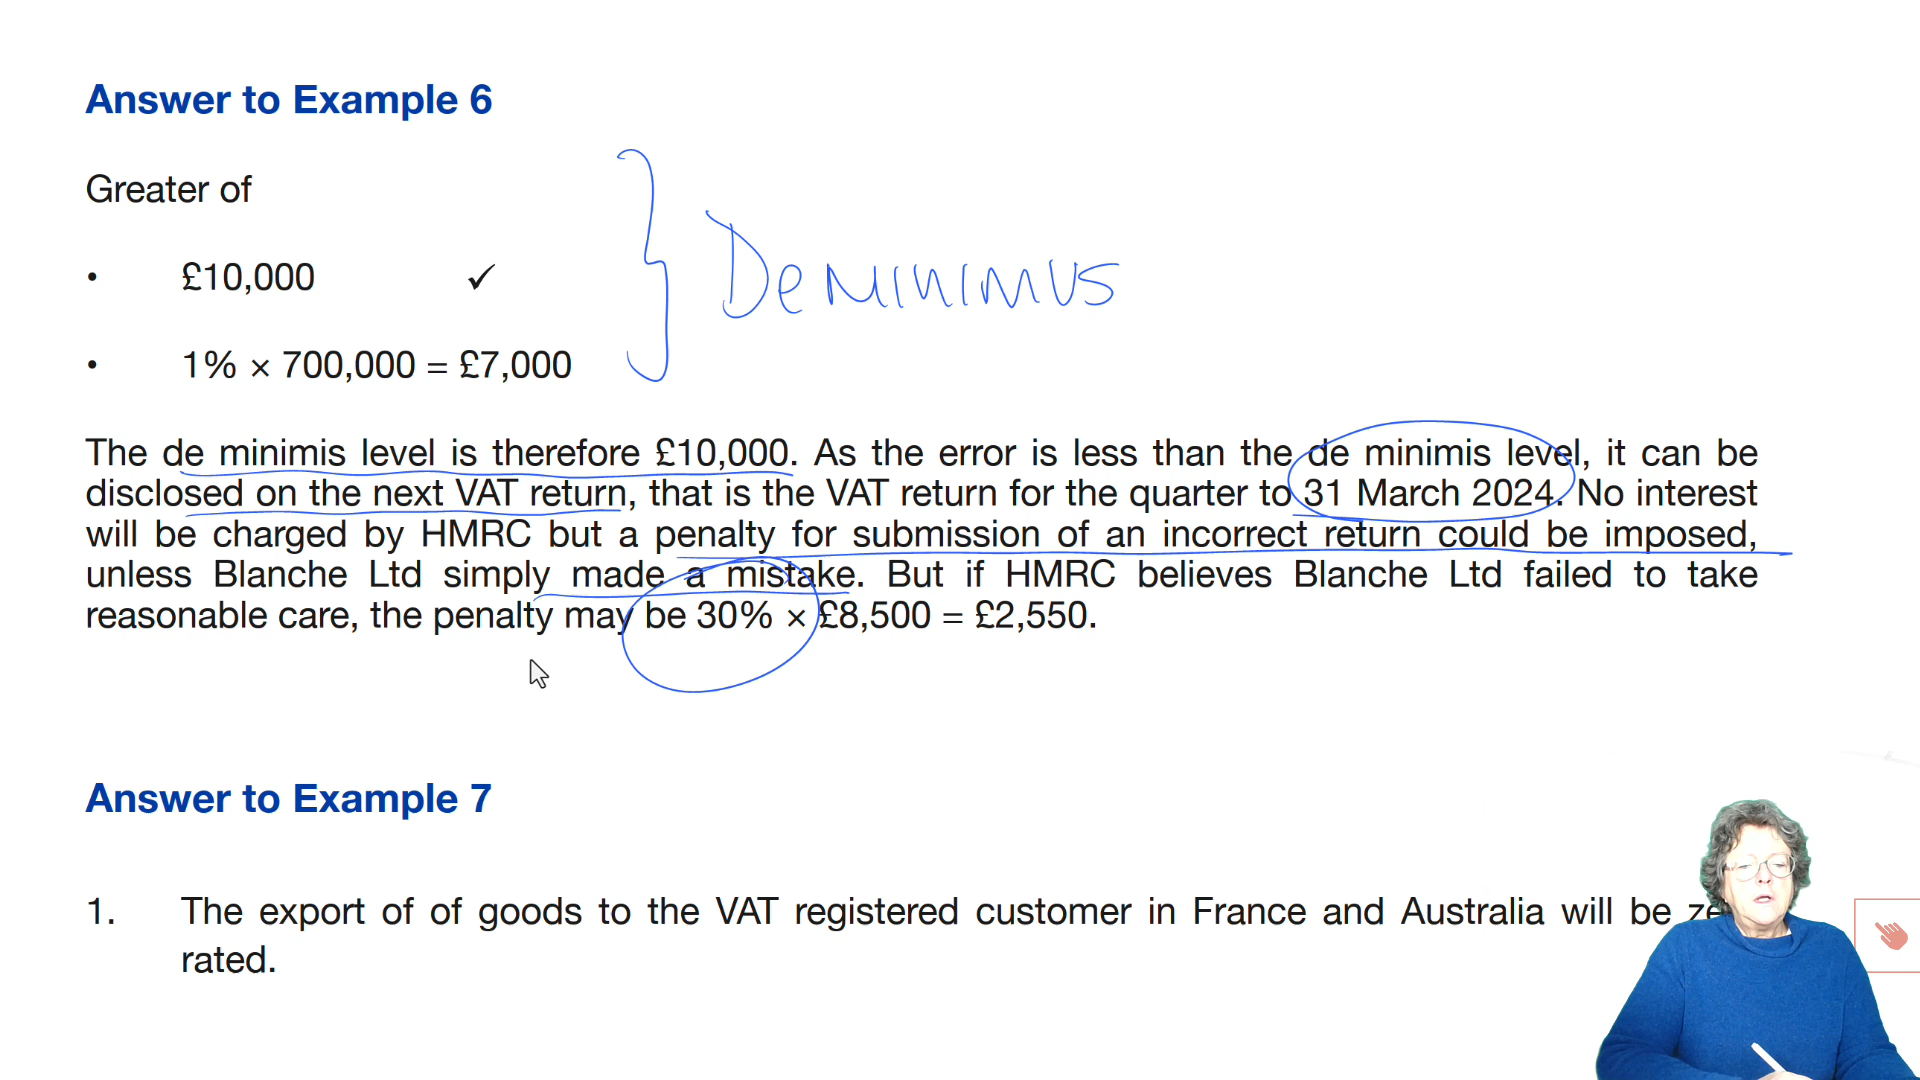 Answer to Example 6
Greater of
• £10,000 ✓
DeMINIMUS
• 1% × 700,000 = £7,000
The de minimis level is therefore £10,000. As the error is less than the de minimis level, it can be
disclosed on the next VAT return, that is the VAT return for the quarter to 31 March 2024. No interest
will be charged by HMRC but a penalty for submission of an incorrect return could be imposed,
unless Blanche Ltd simply made a mistake. But if HMRC believes Blanche Ltd failed to take
reasonable care, the penalty may be 30% × £8,500 = £2,550.
Answer to Example 7
1. The export of of goods to the VAT registered customer in France and Australia will be
rated.